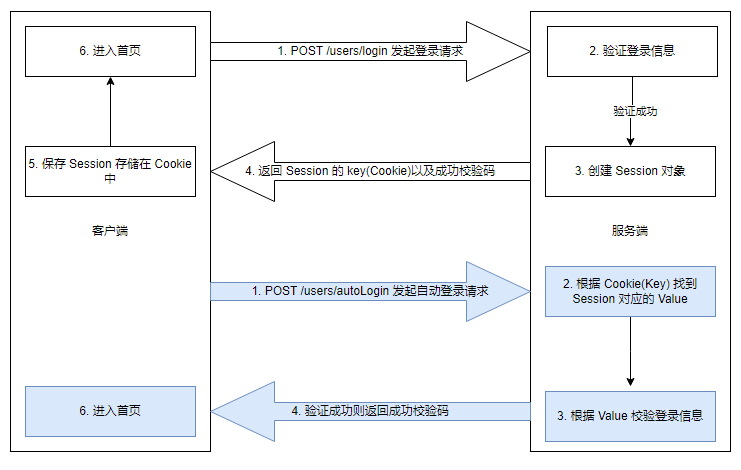 6. 进入首页
1. POST /users/login 发起登录请求
2. 验证登录信息
验证成功
5. 保存 Session 存储在 Cookie
中
4. 返回 Session 的 key(Cookie)以及成功校验码
3. 创建 Session 对象
客户端
服务端
1. POST /users/autoLogin 发起自动登录请求
2. 根据 Cookie(Key) 找到
Session 对应的 Value
6. 进入首页
4. 验证成功则返回成功校验码
3. 根据 Value 校验登录信息